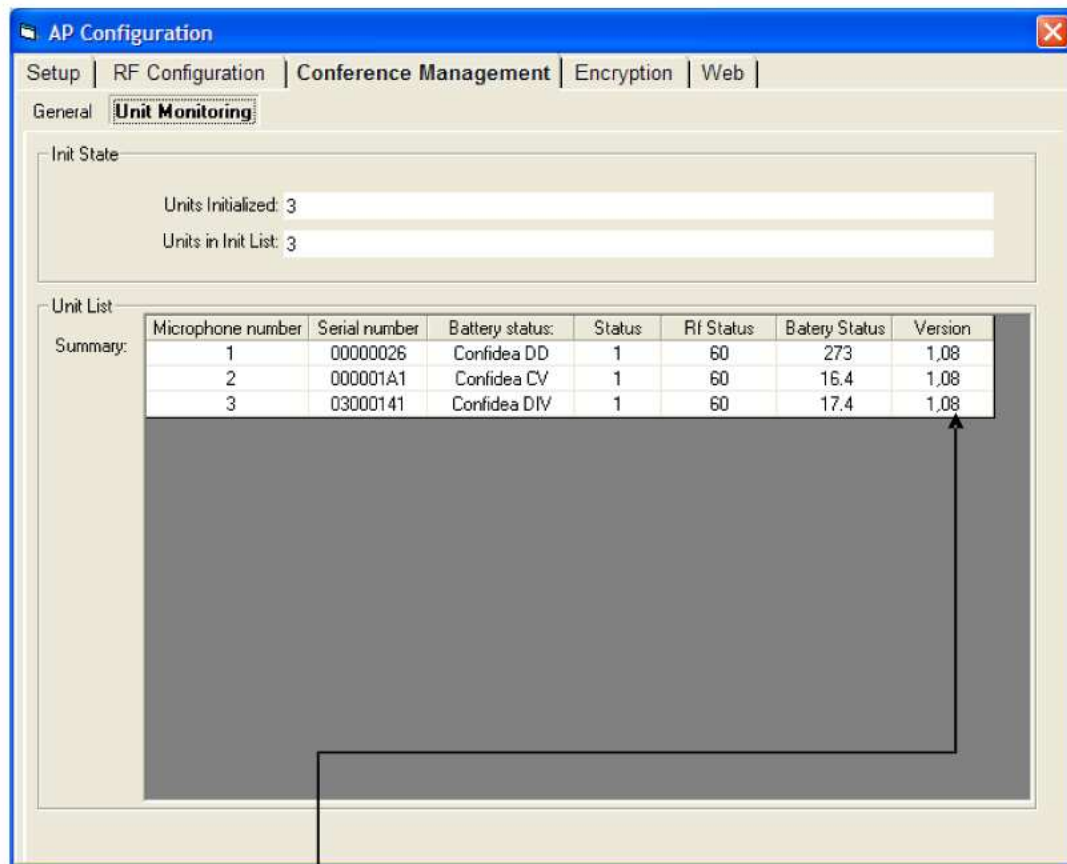 AP Configuration
Setup RF Configuration Conference Management Encryption Web
General Unit Monitoring
Init State
Units Initialized: 3
Units in Init List: 3
Unit List
Summary:
Microphone number Serial number Battery status: Status Rf Status Batery Status Version
1 00000026 Confidea DD 1 60 273 1,08
2 000001A1 Confidea CV 1 60 16.4 1,08
3 03000141 Confidea DIV 1 60 17.4 1,08